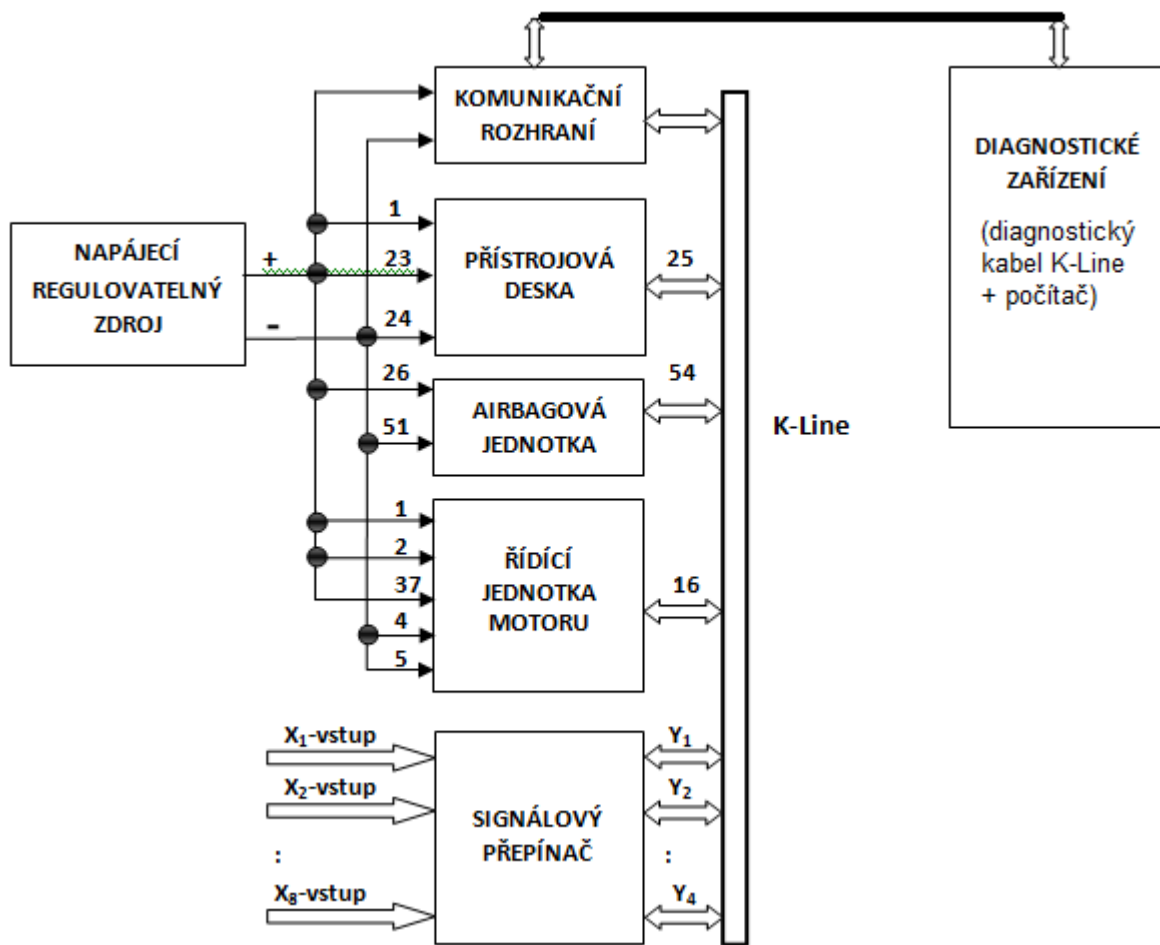 KOMUNIKAČNÍ
ROZHRANÍ
DIAGNOSTICKÉ
ZAŘÍZENÍ
(diagnostický
kabel K-Line
+ počítač)
NAPÁJECÍ
REGULOVATELNÝ
ZDROJ
+
-
1
23
24
PŘÍSTROJOVÁ
DESKA
25
26
51
AIRBAGOVÁ
JEDNOTKA
54
K-Line
1
2
37
4
5
ŘÍDÍCÍ
JEDNOTKA
MOTORU
16
X₁-vstup
X₂-vstup
:
X₈-vstup
SIGNÁLOVÝ
PŘEPÍNAČ
Y₁
Y₂
:
Y₄